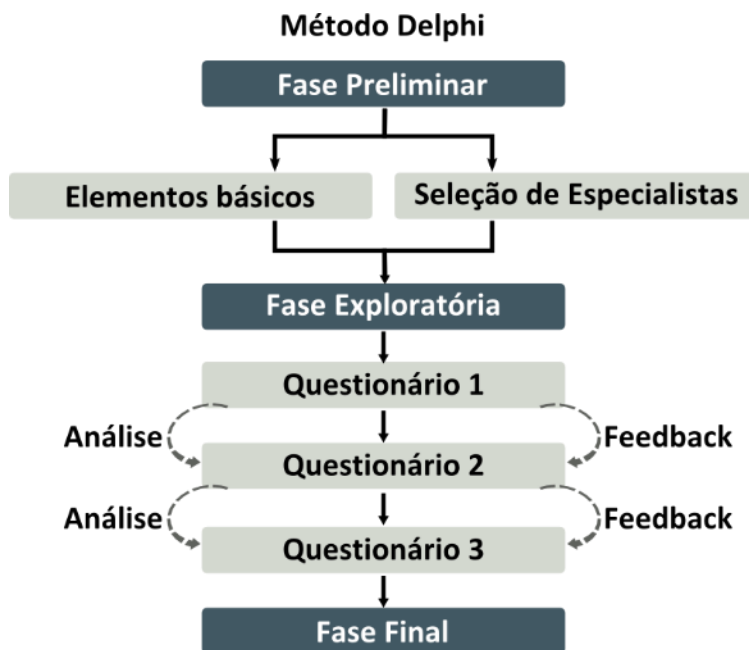 Método Delphi
Fase Preliminar
Elementos básicos
Seleção de Especialistas
Fase Exploratória
Questionário 1
Análise
Feedback
Questionário 2
Análise
Feedback
Questionário 3
Fase Final